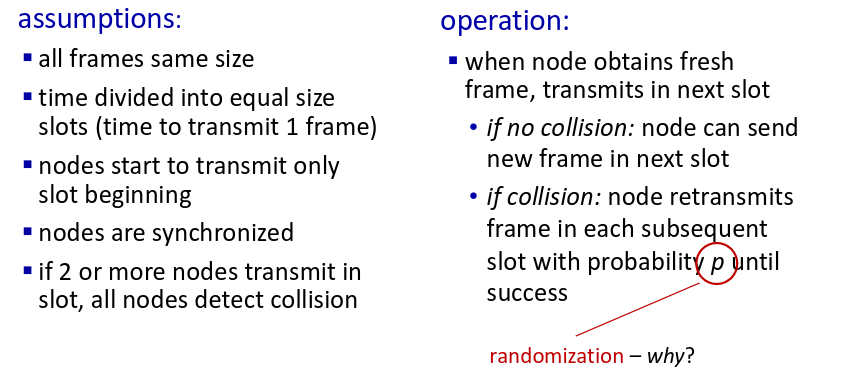 assumptions:
▪ all frames same size
▪ time divided into equal size
slots (time to transmit 1 frame)
▪ nodes start to transmit only
slot beginning
▪ nodes are synchronized
▪ if 2 or more nodes transmit in
slot, all nodes detect collision
operation:
▪ when node obtains fresh
frame, transmits in next slot
• if no collision: node can send
new frame in next slot
• if collision: node retransmits
frame in each subsequent
slot with probability p until
success
randomization – why?